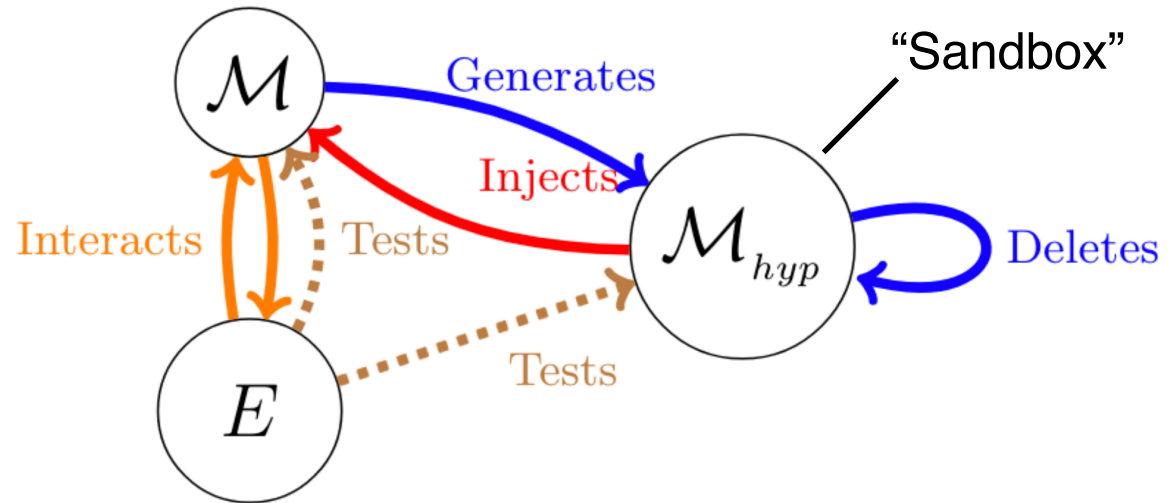 “Sandbox”
ℳ
Generates
Injects
Interacts
Tests
ℳ_hyp
Deletes
Tests
E